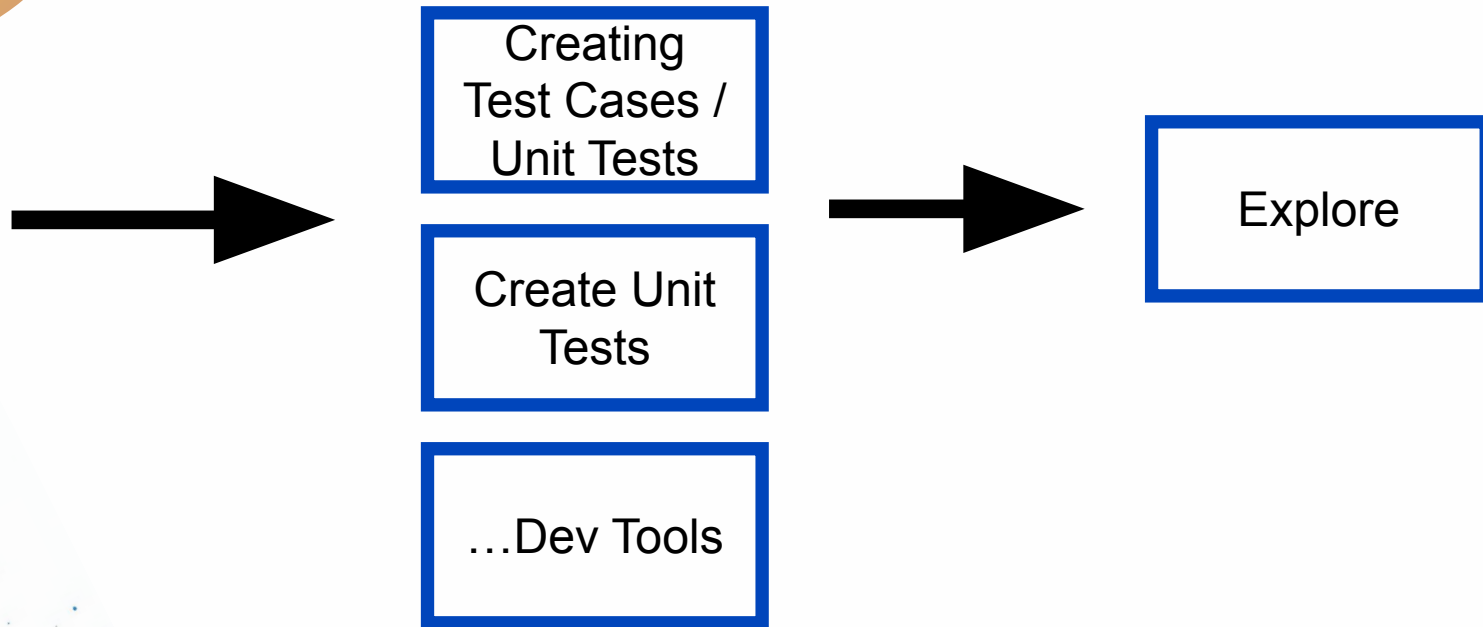 Creating
Test Cases /
Unit Tests
Create Unit
Tests
…Dev Tools
Explore